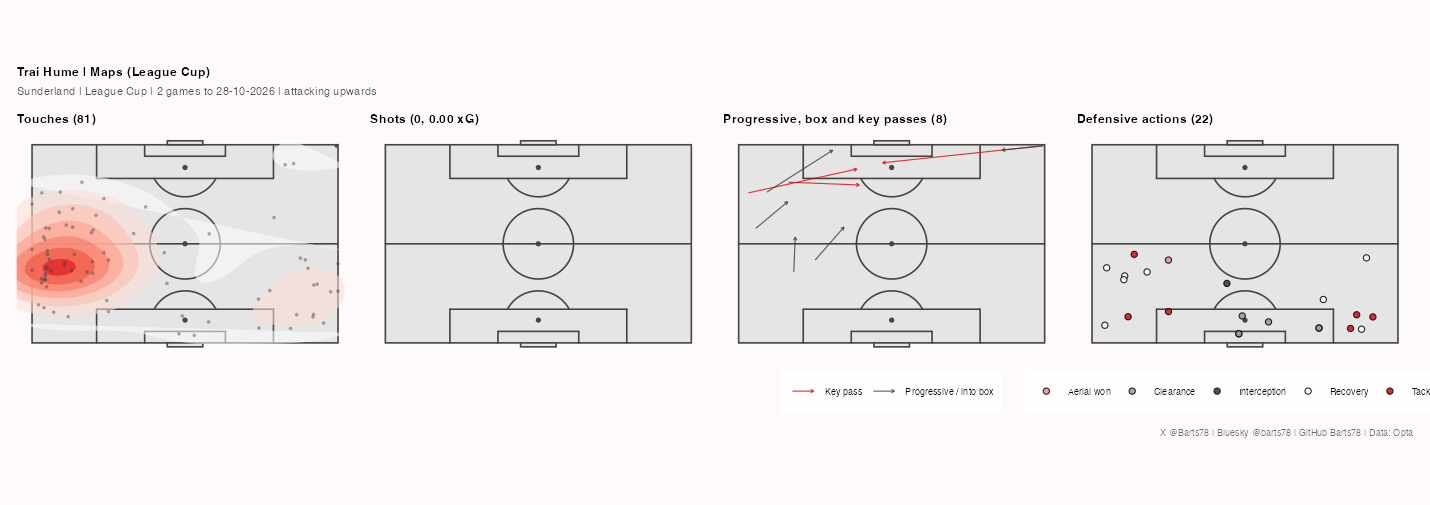 Trai Hume | Maps (League Cup)
Sunderland | League Cup | 2 games to 28-10-2026 | attacking upwards
Touches (81)
Shots (0, 0.00 xG)
Progressive, box and key passes (8)
Defensive actions (22)
Key pass
Progressive / into box
Aerial won
Clearance
Interception
Recovery
Tack
X @Barts78 | Bluesky @barts78 | GitHub Barts78 | Data: Opta